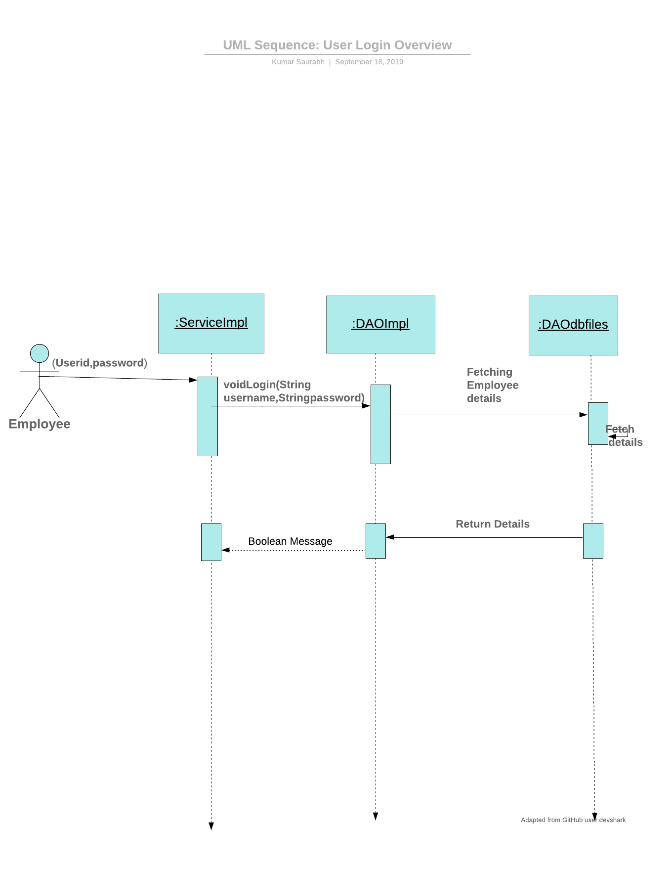 UML Sequence: User Login Overview
Kumar Saurabh | September 18, 2019
:ServiceImpl
:DAOImpl
:DAOdbfiles
(Userid,password)
Employee
voidLogin(String
username,Stringpassword)
Fetching
Employee
details
Fetch
details
Return Details
Boolean Message
Adapted from GitHub user devshark